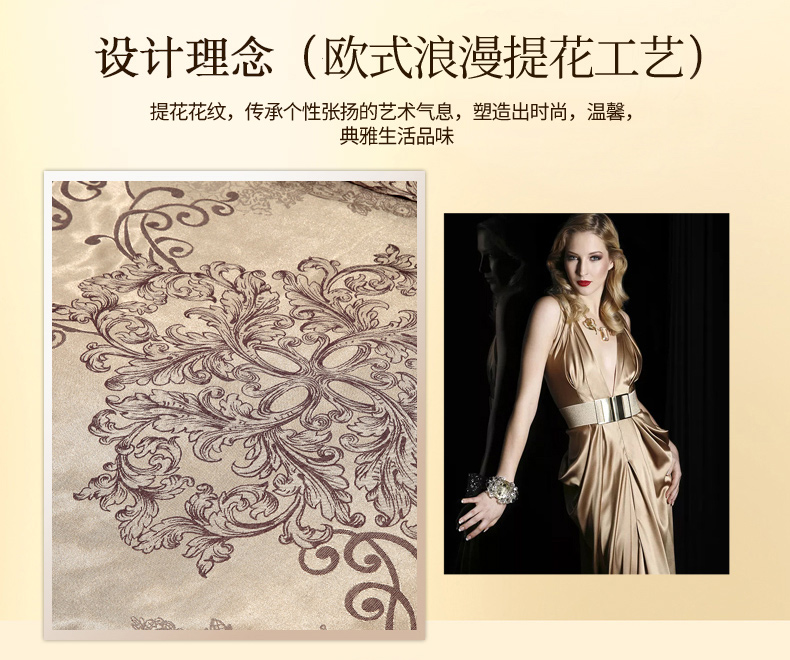 设计理念（欧式浪漫提花工艺）
提花花纹，传承个性张扬的艺术气息，塑造出时尚，温馨，
典雅生活品味